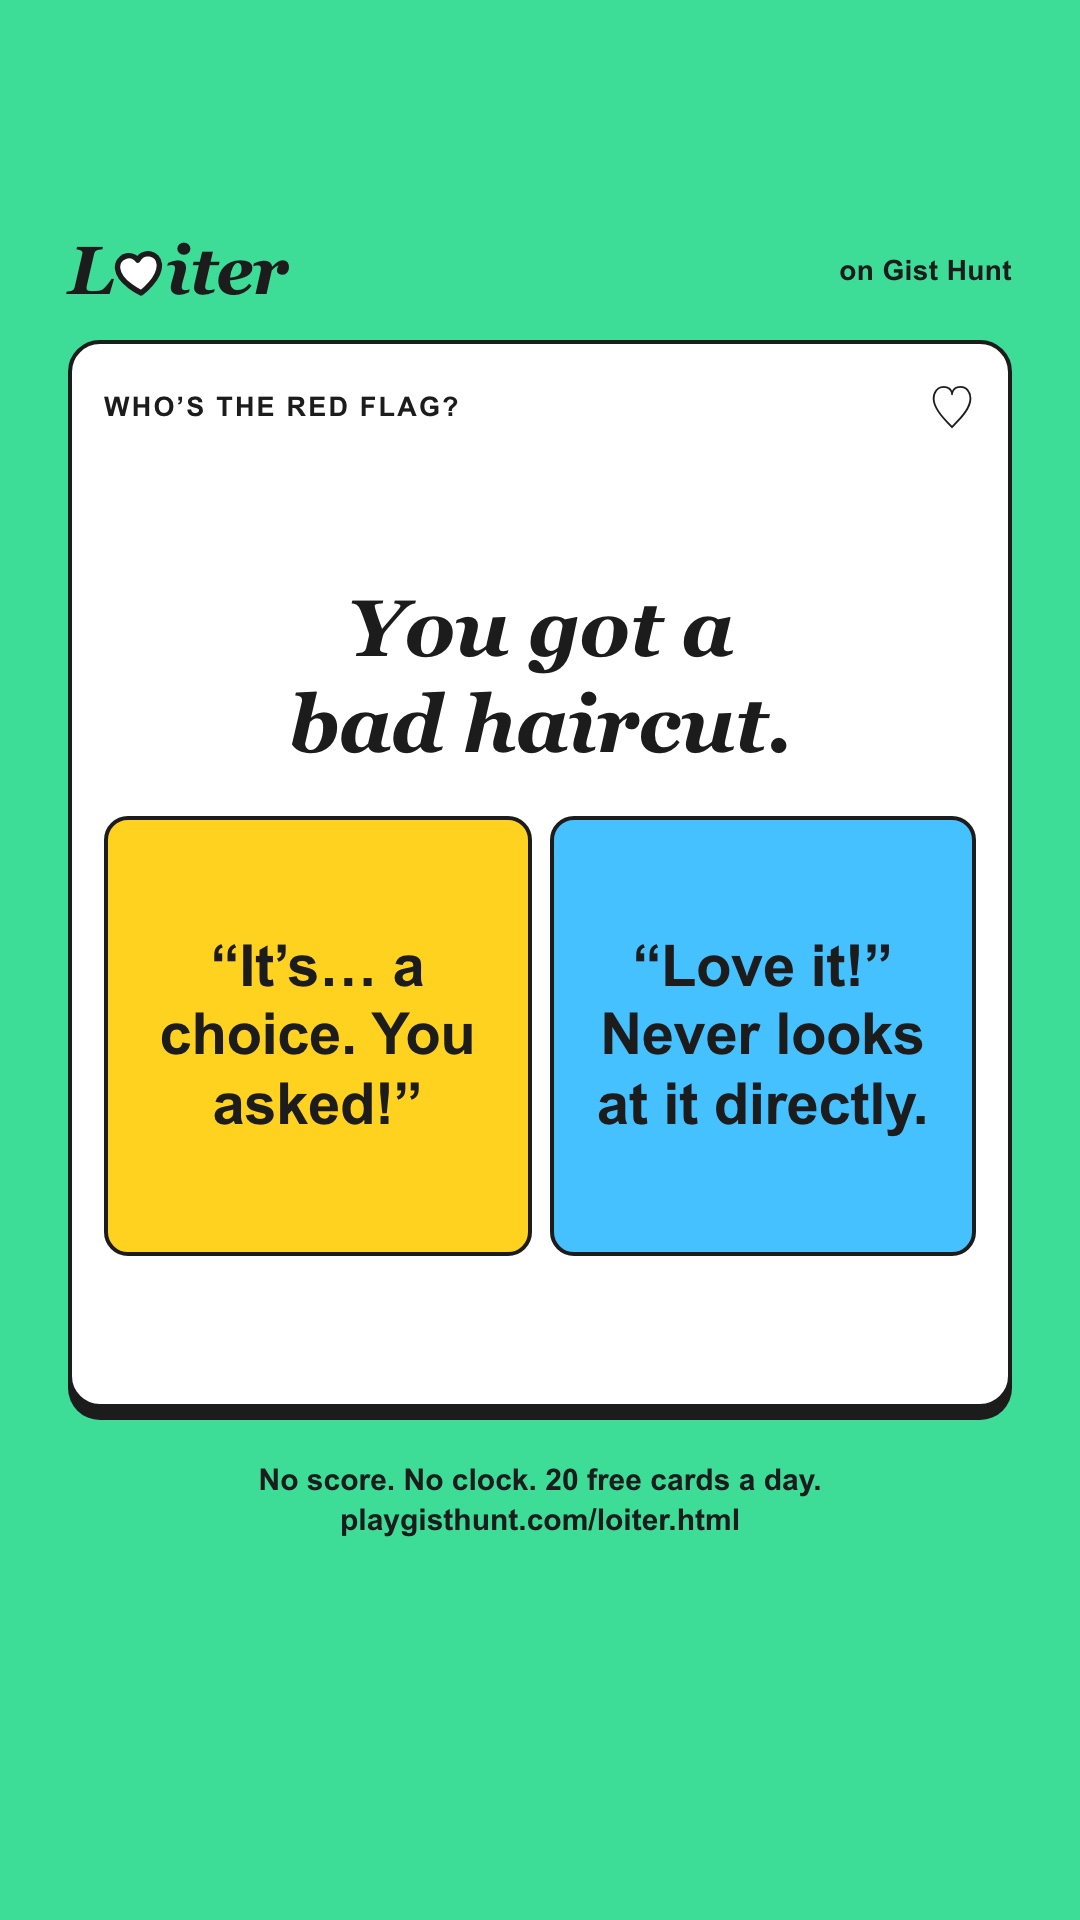 Loiter
on Gist Hunt
WHO’S THE RED FLAG?
You got a
bad haircut.
“It’s… a
choice. You
asked!”
“Love it!”
Never looks
at it directly.
No score. No clock. 20 free cards a day.
playgisthunt.com/loiter.html